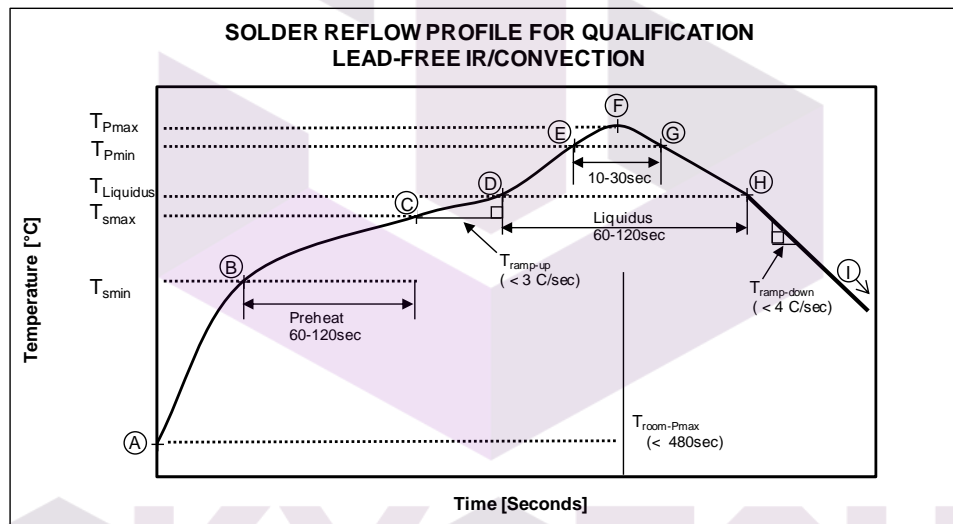 SOLDER REFLOW PROFILE FOR QUALIFICATION
LEAD-FREE IR/CONVECTION
Temperature [°C]
T_Pmax
T_Pmin
T_Liquidus
T_smax
T_smin
A
B
C
D
E
F
G
H
I
10-30sec
Liquidus
60-120sec
T_ramp-up
( < 3 C/sec)
T_ramp-down
( < 4 C/sec)
Preheat
60-120sec
T_room-Pmax
(< 480sec)
Time [Seconds]